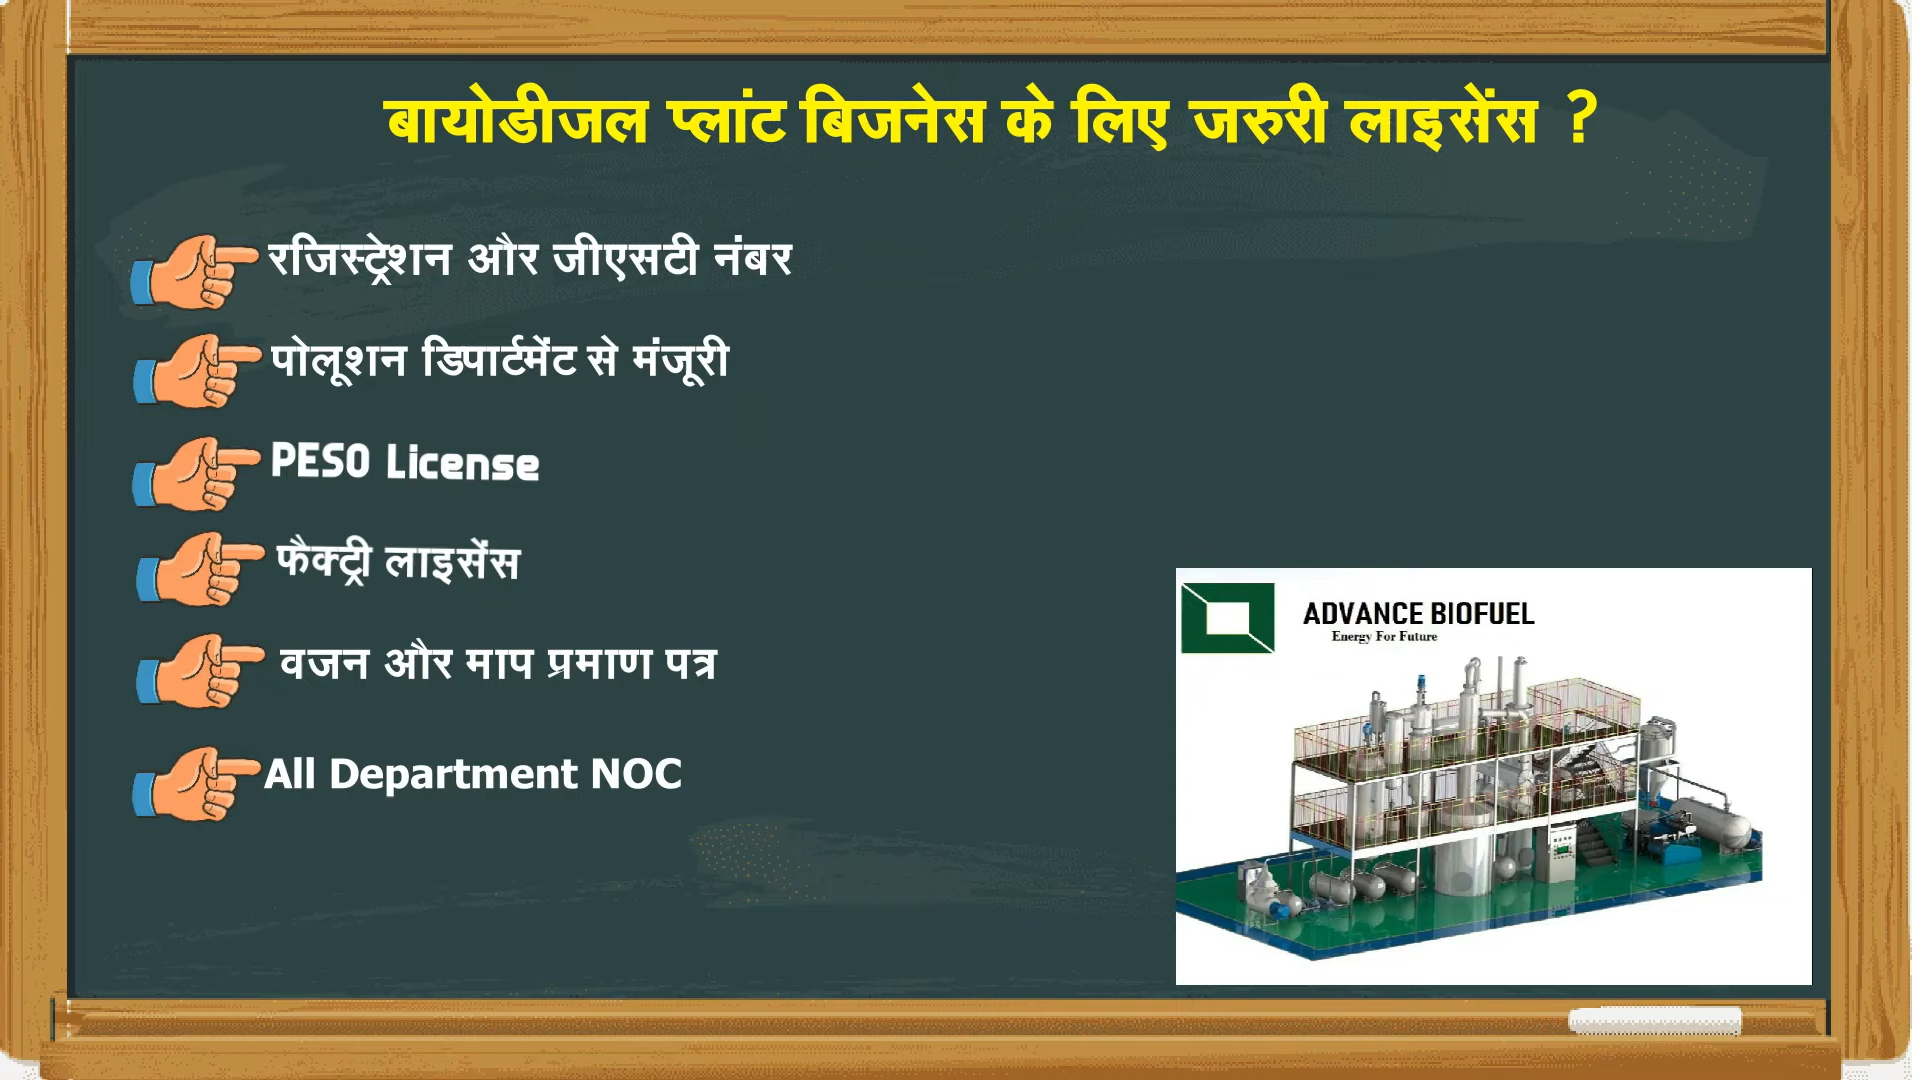 बायोडीजल प्लांट बिजनेस के लिए जरुरी लाइसेंस ?
रजिस्ट्रेशन और जीएसटी नंबर
पोलूशन डिपार्टमेंट से मंजूरी
PESO License
फैक्ट्री लाइसेंस
वजन और माप प्रमाण पत्र
All Department NOC
ADVANCE BIOFUEL
Energy For Future